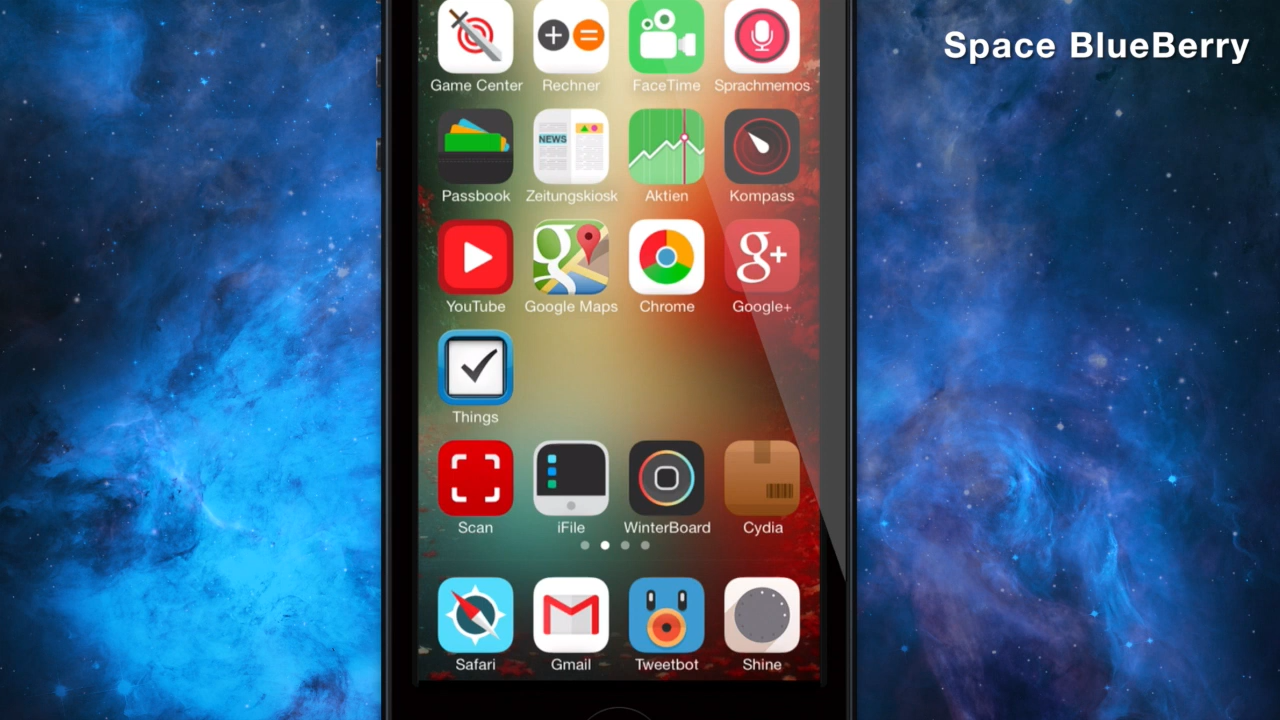 Space BlueBerry
Game Center Rechner FaceTime Sprachmemos
NEWS
Passbook Zeitungskiosk Aktien Kompass
g g+
YouTube Google Maps Chrome Google+
Things
Scan iFile WinterBoard Cydia
Safari Gmail Tweetbot Shine